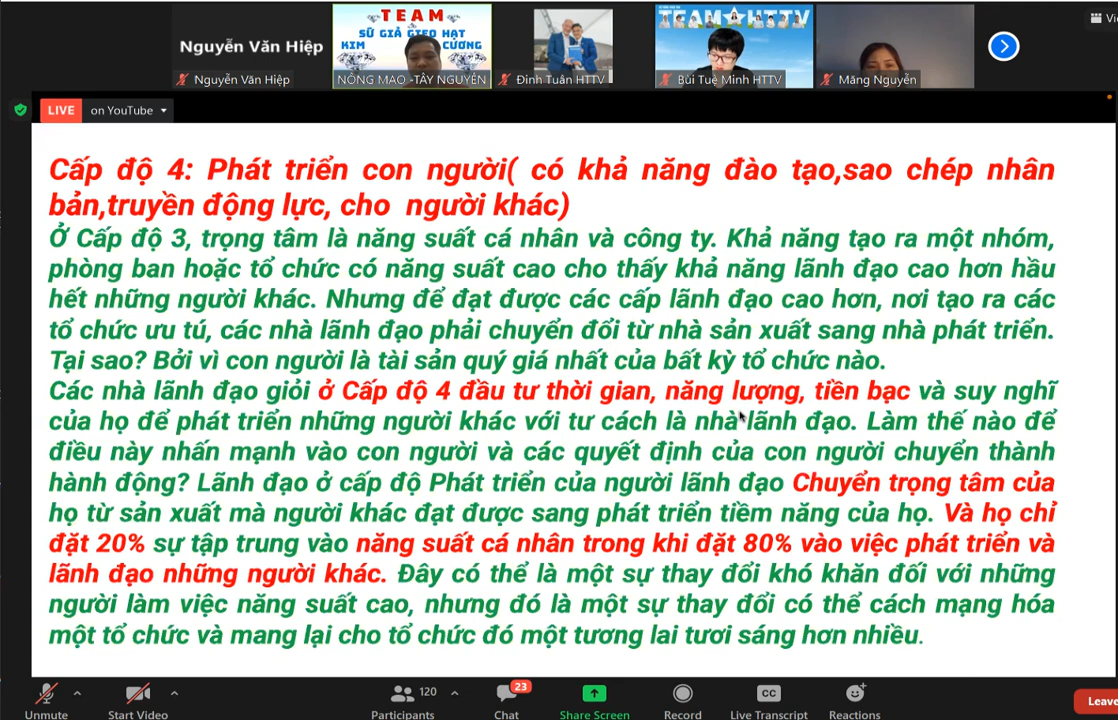 Vi
TEAM
SỨ GIẢ GIEO HẠT
KIM CƯƠNG
TEAM★HTTV
Nguyễn Văn Hiệp
Nguyễn Văn Hiệp
NÔNG MAO -TÂY NGUYÊN
Đinh Tuân HTTV
Bùi Tuệ Minh HTTV
Măng Nguyễn
LIVE on YouTube
Cấp độ 4: Phát triển con người( có khả năng đào tạo,sao chép nhân
bản,truyền động lực, cho người khác)
Ở Cấp độ 3, trọng tâm là năng suất cá nhân và công ty. Khả năng tạo ra một nhóm,
phòng ban hoặc tổ chức có năng suất cao cho thấy khả năng lãnh đạo cao hơn hầu
hết những người khác. Nhưng để đạt được các cấp lãnh đạo cao hơn, nơi tạo ra các
tổ chức ưu tú, các nhà lãnh đạo phải chuyển đổi từ nhà sản xuất sang nhà phát triển.
Tại sao? Bởi vì con người là tài sản quý giá nhất của bất kỳ tổ chức nào.
Các nhà lãnh đạo giỏi ở Cấp độ 4 đầu tư thời gian, năng lượng, tiền bạc và suy nghĩ
của họ để phát triển những người khác với tư cách là nhà lãnh đạo. Làm thế nào để
điều này nhấn mạnh vào con người và các quyết định của con người chuyển thành
hành động? Lãnh đạo ở cấp độ Phát triển của người lãnh đạo Chuyển trọng tâm của
họ từ sản xuất mà người khác đạt được sang phát triển tiềm năng của họ. Và họ chỉ
đặt 20% sự tập trung vào năng suất cá nhân trong khi đặt 80% vào việc phát triển và
lãnh đạo những người khác. Đây có thể là một sự thay đổi khó khăn đối với những
người làm việc năng suất cao, nhưng đó là một sự thay đổi có thể cách mạng hóa
một tổ chức và mang lại cho tổ chức đó một tương lai tươi sáng hơn nhiều.
120
23
CC
Unmute
Start Video
Participants
Chat
Share Screen
Record
Live Transcript
Reactions
Leave